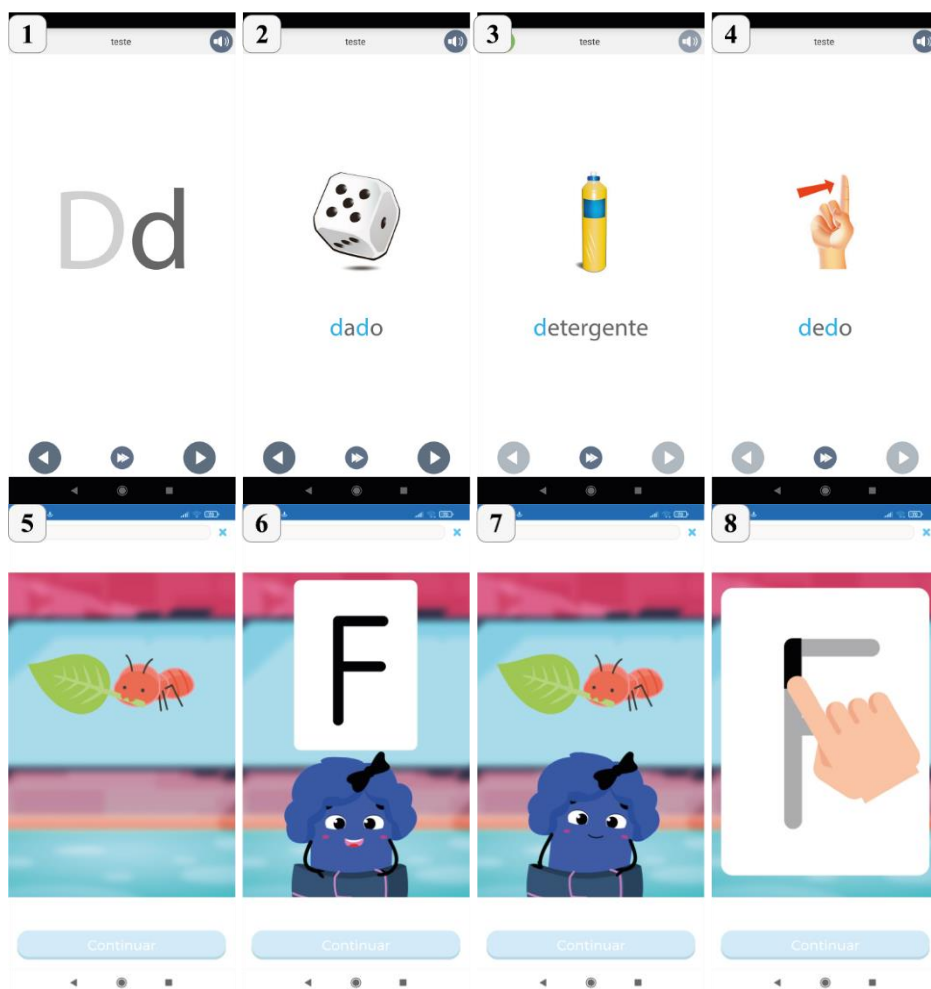 1
teste
2
teste
3
teste
4
teste
Dd
dado
detergente
dedo
5
6
7
8
F
Continuar
Continuar
Continuar
Continuar